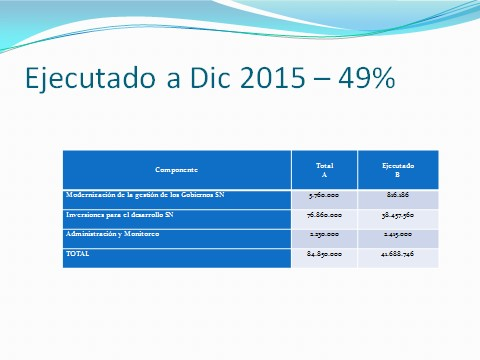 Ejecutado a Dic 2015 – 49%
Componente Total A Ejecutado B
Modernización de la gestión de los Gobiernos SN 5.760.000 816.186
Inversiones para el desarrollo SN 76.860.000 38.457.560
Administración y Monitoreo 2.230.000 2.415.000
TOTAL 84.850.000 41.688.746